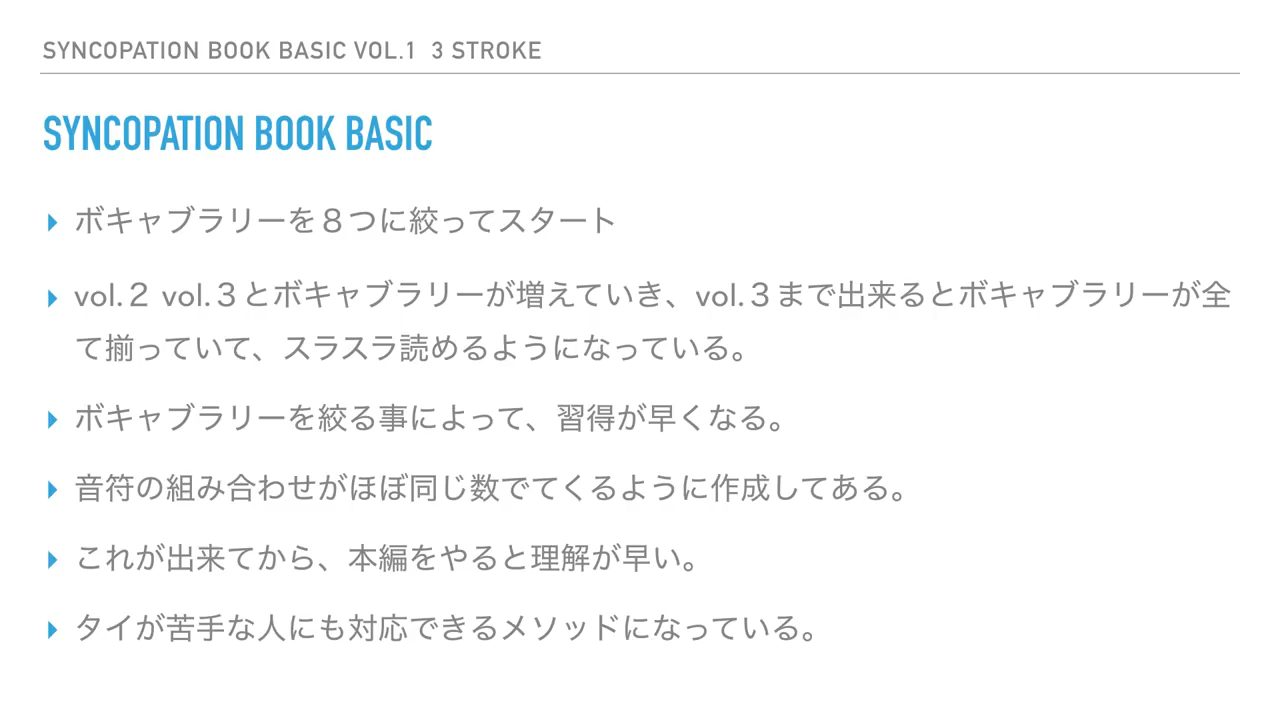 SYNCOPATION BOOK BASIC VOL.1 3 STROKE
SYNCOPATION BOOK BASIC
ボキャブラリーを８つに絞ってスタート
vol.２ vol.３とボキャブラリーが増えていき、vol.３まで出来るとボキャブラリーが全
て揃っていて、スラスラ読めるようになっている。
ボキャブラリーを絞る事によって、習得が早くなる。
音符の組み合わせがほぼ同じ数でてくるように作成してある。
これが出来てから、本編をやると理解が早い。
タイが苦手な人にも対応できるメソッドになっている。